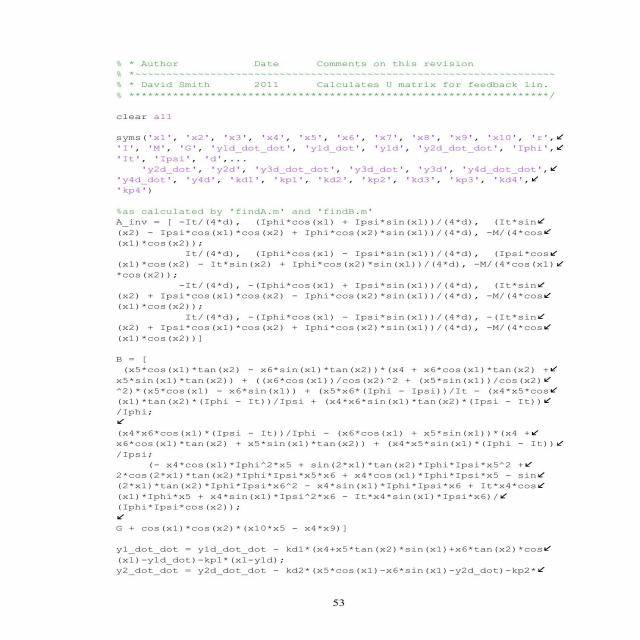 % * Author Date Comments on this revision
% *~~~~~~~~~~~~~~~~~~~~~~~~~~~~~~~~~~~~~~~~~~~~~~~~~~~~~~~~~~~~~~~~~~~
% * David Smith 2011 Calculates U matrix for feedback lin.
% *******************************************************************/
clear all
syms('x1', 'x2', 'x3', 'x4', 'x5', 'x6', 'x7', 'x8', 'x9', 'x10', 'r',↙
'I', 'M', 'G', 'y1d_dot_dot', 'y1d_dot', 'y1d', 'y2d_dot_dot', 'Iphi',↙
'It', 'Ipsi', 'd',...
'y2d_dot', 'y2d', 'y3d_dot_dot', 'y3d_dot', 'y3d', 'y4d_dot_dot',↙
'y4d_dot', 'y4d', 'kd1', 'kp1', 'kd2', 'kp2', 'kd3', 'kp3', 'kd4',↙
'kp4')
%as calculated by 'findA.m' and 'findB.m'
A_inv = [ -It/(4*d), (Iphi*cos(x1) + Ipsi*sin(x1))/(4*d), (It*sin↙
(x2) - Ipsi*cos(x1)*cos(x2) + Iphi*cos(x2)*sin(x1))/(4*d), -M/(4*cos↙
(x1)*cos(x2));
It/(4*d), (Iphi*cos(x1) - Ipsi*sin(x1))/(4*d), (Ipsi*cos↙
(x1)*cos(x2) - It*sin(x2) + Iphi*cos(x2)*sin(x1))/(4*d), -M/(4*cos(x1)↙
*cos(x2));
-It/(4*d), -(Iphi*cos(x1) + Ipsi*sin(x1))/(4*d), (It*sin↙
(x2) + Ipsi*cos(x1)*cos(x2) - Iphi*cos(x2)*sin(x1))/(4*d), -M/(4*cos↙
(x1)*cos(x2));
It/(4*d), -(Iphi*cos(x1) - Ipsi*sin(x1))/(4*d), -(It*sin↙
(x2) + Ipsi*cos(x1)*cos(x2) + Iphi*cos(x2)*sin(x1))/(4*d), -M/(4*cos↙
(x1)*cos(x2))]
B = [
(x5*cos(x1)*tan(x2) - x6*sin(x1)*tan(x2))*(x4 + x6*cos(x1)*tan(x2) +↙
x5*sin(x1)*tan(x2)) + ((x6*cos(x1))/cos(x2)^2 + (x5*sin(x1))/cos(x2)↙
^2)*(x5*cos(x1) - x6*sin(x1)) + (x5*x6*(Iphi - Ipsi))/It - (x4*x5*cos↙
(x1)*tan(x2)*(Iphi - It))/Ipsi + (x4*x6*sin(x1)*tan(x2)*(Ipsi - It))↙
/Iphi;
↙
(x4*x6*cos(x1)*(Ipsi - It))/Iphi - (x6*cos(x1) + x5*sin(x1))*(x4 +↙
x6*cos(x1)*tan(x2) + x5*sin(x1)*tan(x2)) + (x4*x5*sin(x1)*(Iphi - It))↙
/Ipsi;
(- x4*cos(x1)*Iphi^2*x5 + sin(2*x1)*tan(x2)*Iphi*Ipsi*x5^2 +↙
2*cos(2*x1)*tan(x2)*Iphi*Ipsi*x5*x6 + x4*cos(x1)*Iphi*Ipsi*x5 - sin↙
(2*x1)*tan(x2)*Iphi*Ipsi*x6^2 - x4*sin(x1)*Iphi*Ipsi*x6 + It*x4*cos↙
(x1)*Iphi*x5 + x4*sin(x1)*Ipsi^2*x6 - It*x4*sin(x1)*Ipsi*x6)/↙
(Iphi*Ipsi*cos(x2));
↙
G + cos(x1)*cos(x2)*(x10*x5 - x4*x9)]
y1_dot_dot = y1d_dot_dot - kd1*(x4+x5*tan(x2)*sin(x1)+x6*tan(x2)*cos↙
(x1)-y1d_dot)-kp1*(x1-y1d);
y2_dot_dot = y2d_dot_dot - kd2*(x5*cos(x1)-x6*sin(x1)-y2d_dot)-kp2*↙
53